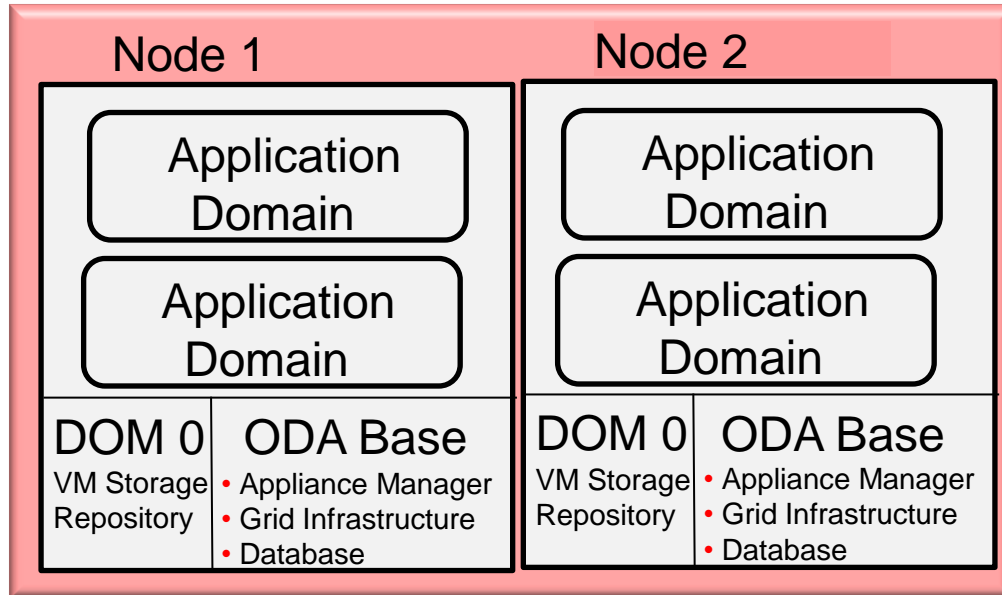 Node 1
Application
Domain
Application
Domain
DOM 0
VM Storage
Repository
ODA Base
• Appliance Manager
• Grid Infrastructure
• Database
Node 2
Application
Domain
Application
Domain
DOM 0
VM Storage
Repository
ODA Base
• Appliance Manager
• Grid Infrastructure
• Database